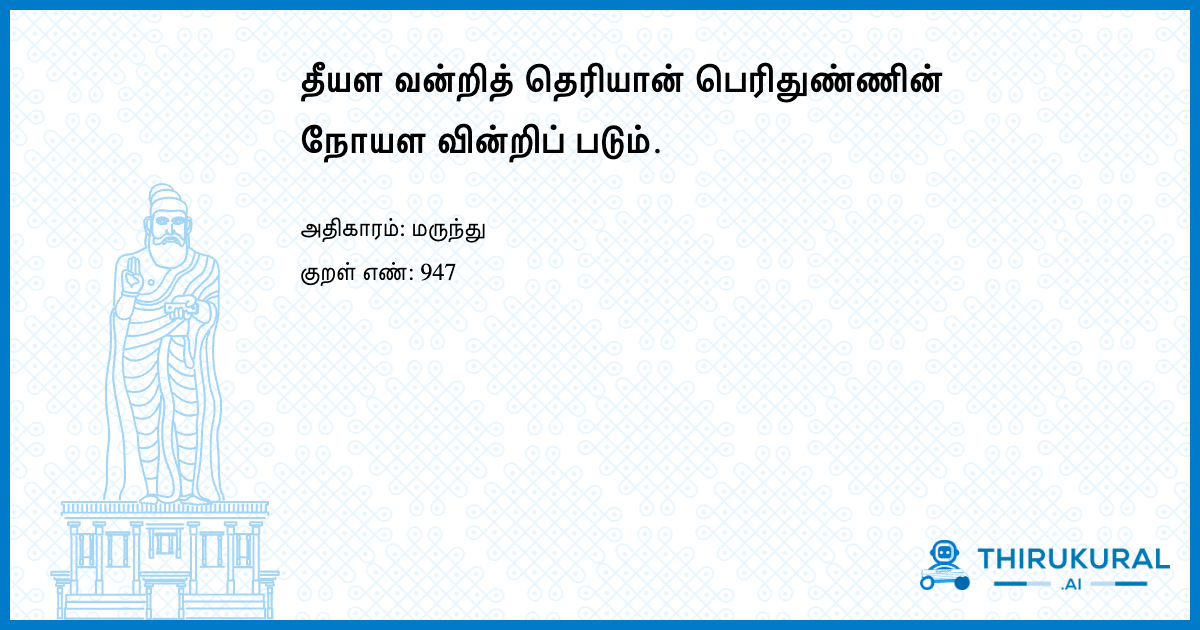 தீயள வன்றித் தெரியான் பெரிதுண்ணின்
நோயள வின்றிப் படும்.
அதிகாரம்: மருந்து
குறள் எண்: 947
THIRUKURAL
.AI